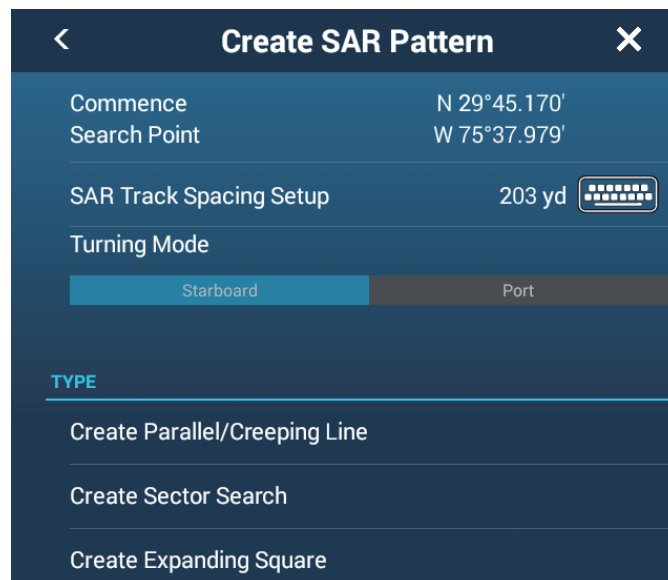 Create SAR Pattern
Commence
Search Point
N 29°45.170'
W 75°37.979'
SAR Track Spacing Setup 203 yd
Turning Mode
Starboard Port
TYPE
Create Parallel/Creeping Line
Create Sector Search
Create Expanding Square